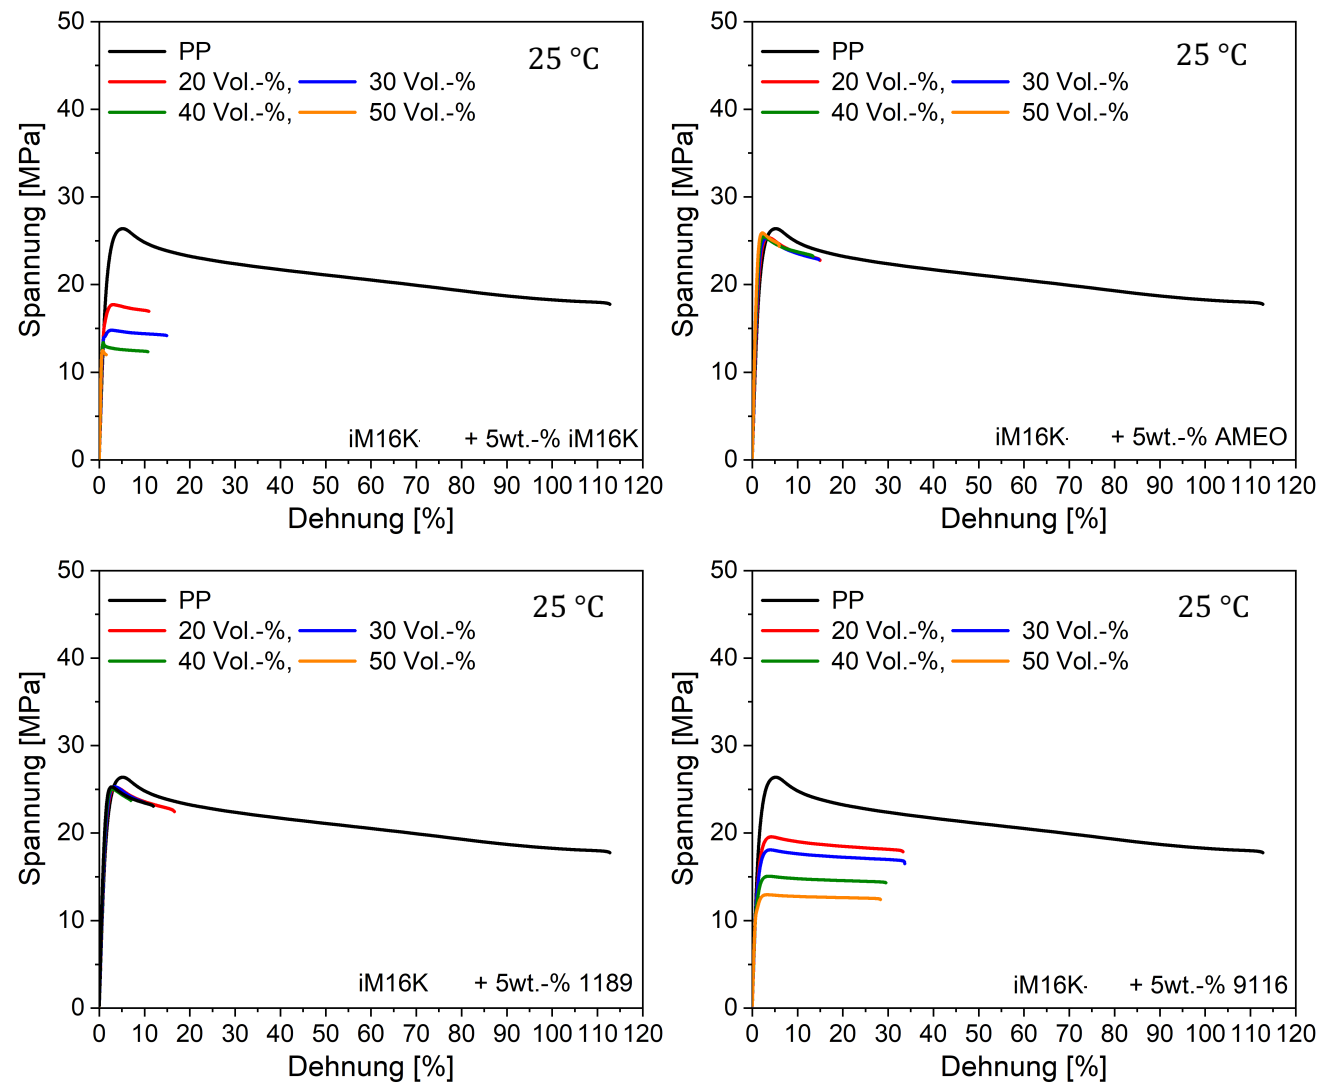 50
40
30
20
10
0
Spannung [MPa]
PP
20 Vol.-%, 30 Vol.-%
40 Vol.-%, 50 Vol.-%
25 °C
iM16K + 5wt.-% iM16K
0 10 20 30 40 50 60 70 80 90 100 110 120
Dehnung [%]
50
40
30
20
10
0
Spannung [MPa]
PP
20 Vol.-%, 30 Vol.-%
40 Vol.-%, 50 Vol.-%
25 °C
iM16K + 5wt.-% AMEO
0 10 20 30 40 50 60 70 80 90 100 110 120
Dehnung [%]
50
40
30
20
10
0
Spannung [MPa]
PP
20 Vol.-%, 30 Vol.-%
40 Vol.-%, 50 Vol.-%
25 °C
iM16K + 5wt.-% 1189
0 10 20 30 40 50 60 70 80 90 100 110 120
Dehnung [%]
50
40
30
20
10
0
Spannung [MPa]
PP
20 Vol.-%, 30 Vol.-%
40 Vol.-%, 50 Vol.-%
25 °C
iM16K + 5wt.-% 9116
0 10 20 30 40 50 60 70 80 90 100 110 120
Dehnung [%]